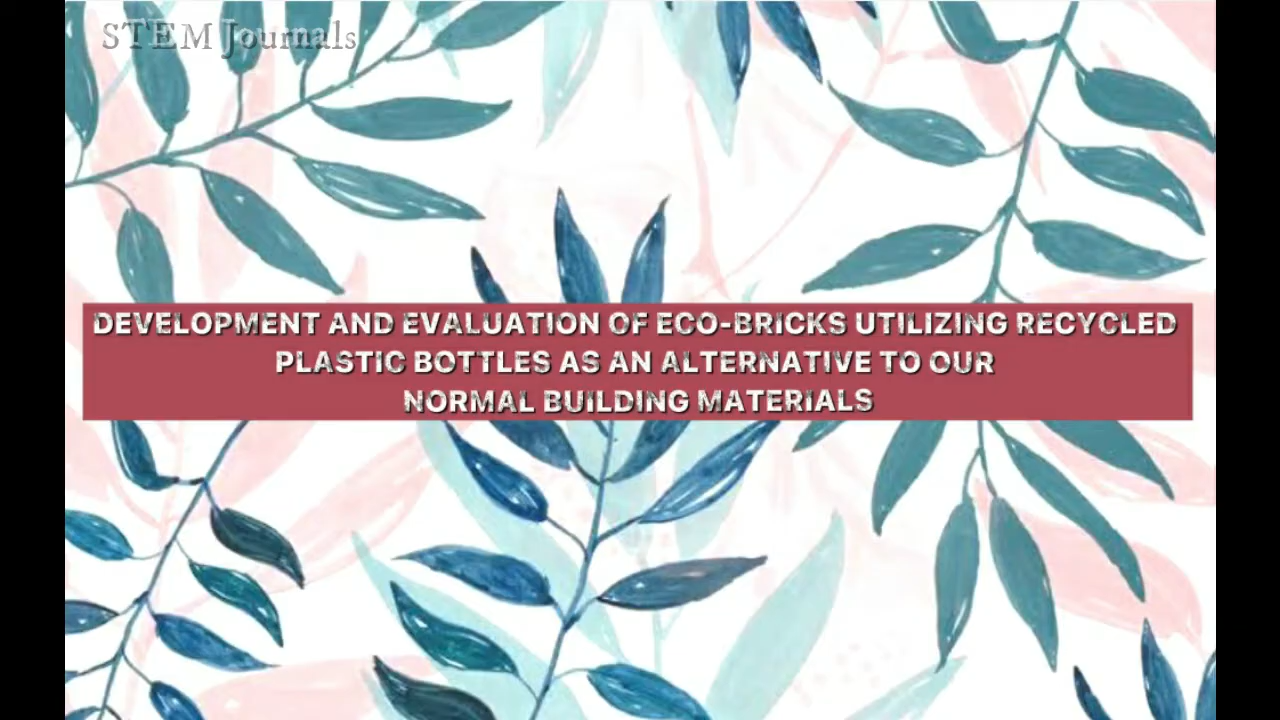 STEM Journals
DEVELOPMENT AND EVALUATION OF ECO-BRICKS UTILIZING RECYCLED
PLASTIC BOTTLES AS AN ALTERNATIVE TO OUR
NORMAL BUILDING MATERIALS